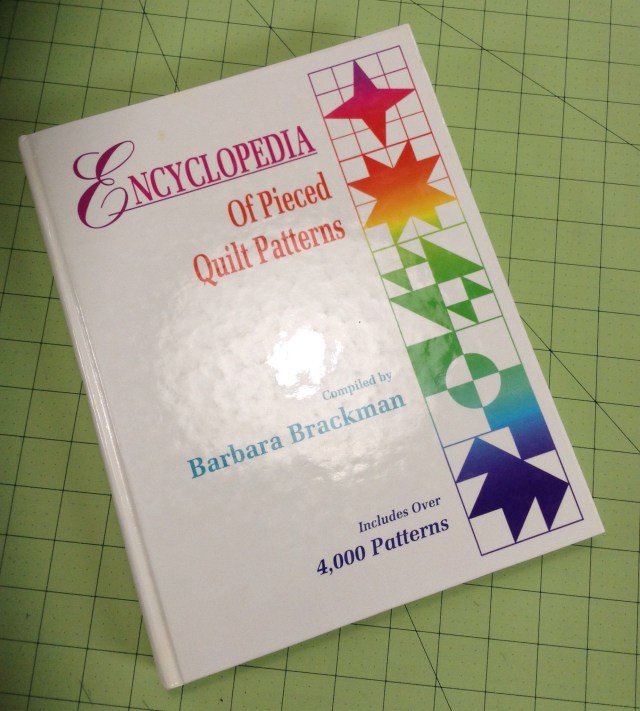 ENCYCLOPEDIA
Of Pieced
Quilt Patterns
Compiled by
Barbara Brackman
Includes Over
4,000 Patterns